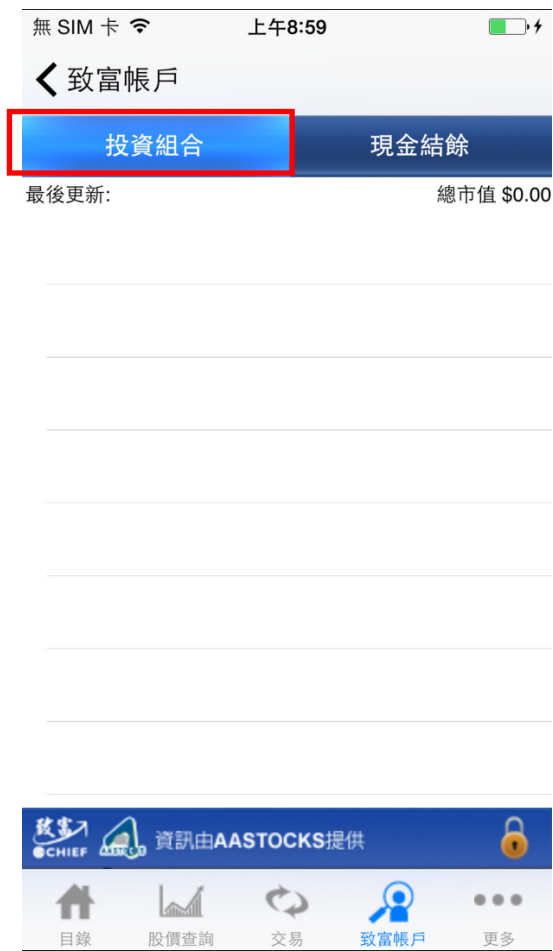 無 SIM 卡 上午8:59
致富帳戶
投資組合 現金結餘
最後更新: 總市值 $0.00
致富 CHIEF AASTOCKS 資訊由AASTOCKS提供
目錄 股價查詢 交易 致富帳戶 更多